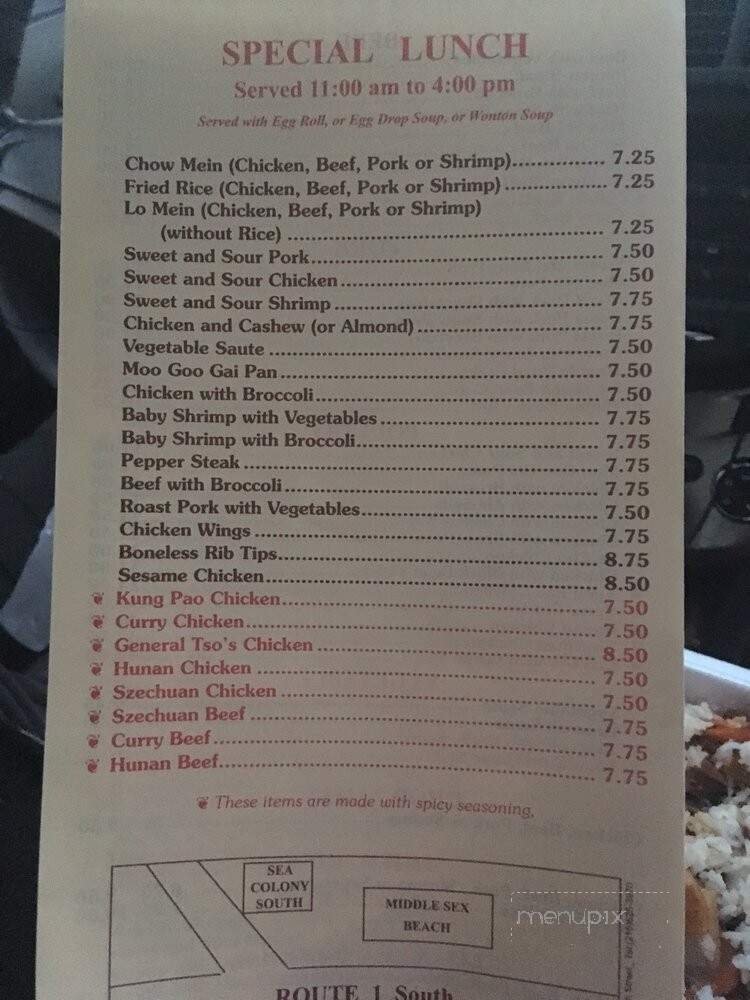 SPECIAL LUNCH
Served 11:00 am to 4:00 pm
Served with Egg Roll, or Egg Drop Soup, or Wonton Soup
Chow Mein (Chicken, Beef, Pork or Shrimp)............... 7.25
Fried Rice (Chicken, Beef, Pork or Shrimp) ................. 7.25
Lo Mein (Chicken, Beef, Pork or Shrimp)
(without Rice) .................................................... 7.25
Sweet and Sour Pork................................................ 7.50
Sweet and Sour Chicken........................................... 7.50
Sweet and Sour Shrimp ............................................ 7.75
Chicken and Cashew (or Almond).............................. 7.75
Vegetable Saute ....................................................... 7.50
Moo Goo Gai Pan..................................................... 7.50
Chicken with Broccoli............................................... 7.50
Baby Shrimp with Vegetables.................................... 7.75
Baby Shrimp with Broccoli........................................ 7.75
Pepper Steak ........................................................... 7.75
Beef with Broccoli.................................................... 7.75
Roast Pork with Vegetables....................................... 7.50
Chicken Wings ......................................................... 7.75
Boneless Rib Tips..................................................... 8.75
Sesame Chicken....................................................... 8.50
❦ Kung Pao Chicken.................................................... 7.50
❦ Curry Chicken.......................................................... 7.50
❦ General Tso's Chicken .............................................. 8.50
❦ Hunan Chicken ........................................................ 7.50
❦ Szechuan Chicken .................................................... 7.50
❦ Szechuan Beef ......................................................... 7.75
❦ Curry Beef............................................................... 7.75
❦ Hunan Beef.............................................................. 7.75
❦ These items are made with spicy seasoning,
SEA
COLONY
SOUTH
MIDDLE SEX
BEACH
menupix
ROUTE 1 South